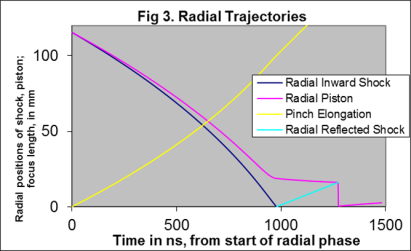 Fig 3. Radial Trajectories
Radial positions of shock, piston;
focus length, in mm
100
50
0
Radial Inward Shock
Radial Piston
Pinch Elongation
Radial Reflected Shock
0
500
1000
1500
Time in ns, from start of radial phase